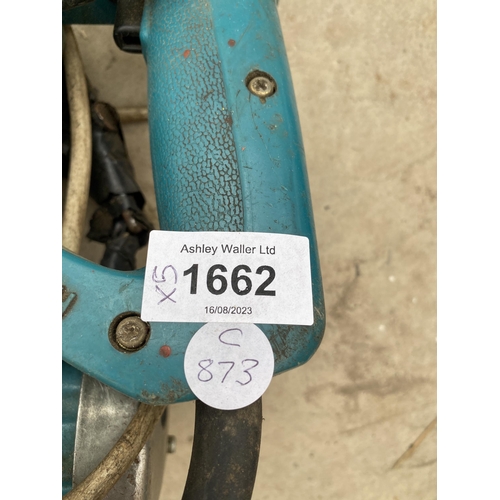 Ashley Waller Ltd
X5 1662
16/08/2023
C
873